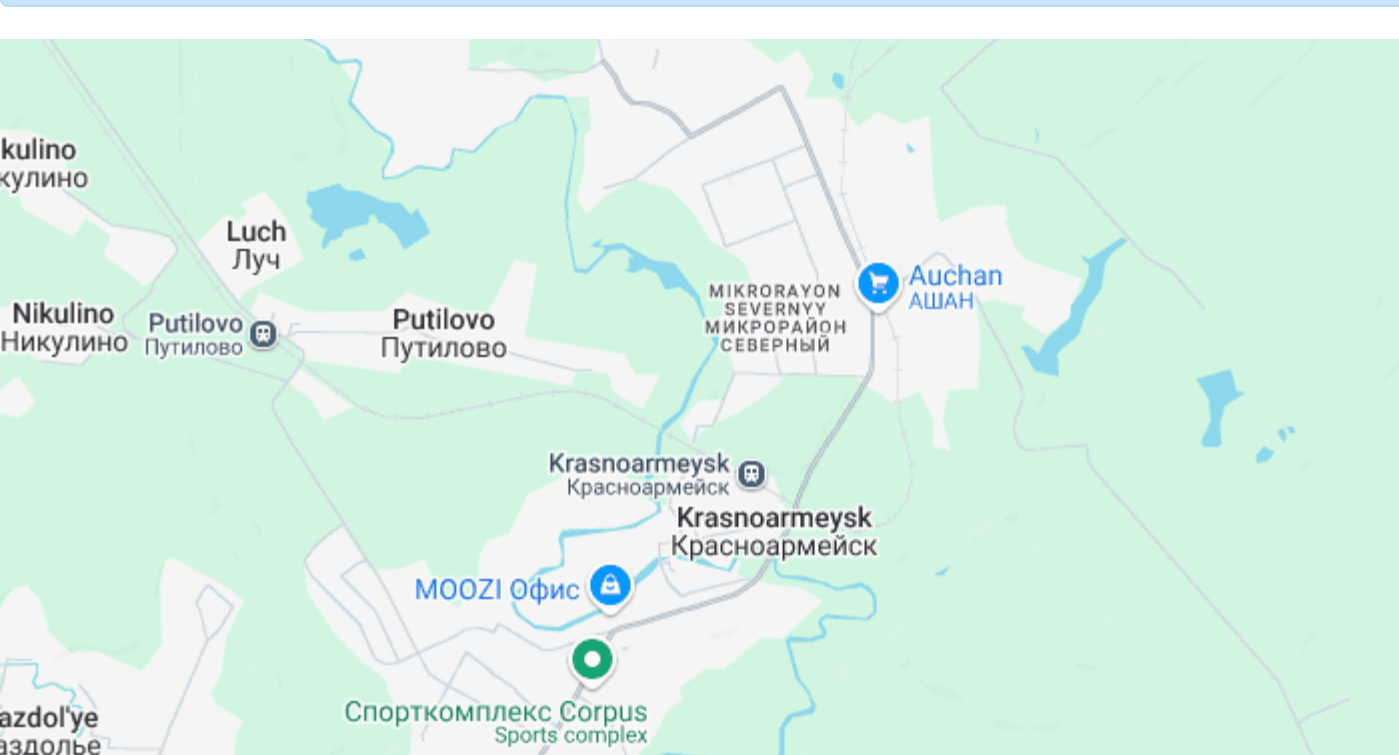 kulino
кулино
Luch
Луч
Auchan
АШАН
MIKRORAYON
SEVERNYY
МИКРОРАЙОН
СЕВЕРНЫЙ
Nikulino
Никулино
Putilovo
Путилово
Putilovo
Путилово
Krasnoarmeysk
Красноармейск
Krasnoarmeysk
Красноармейск
MOOZI Офис
Спорткомплекс Corpus
Sports complex
azdol'ye
аздолье